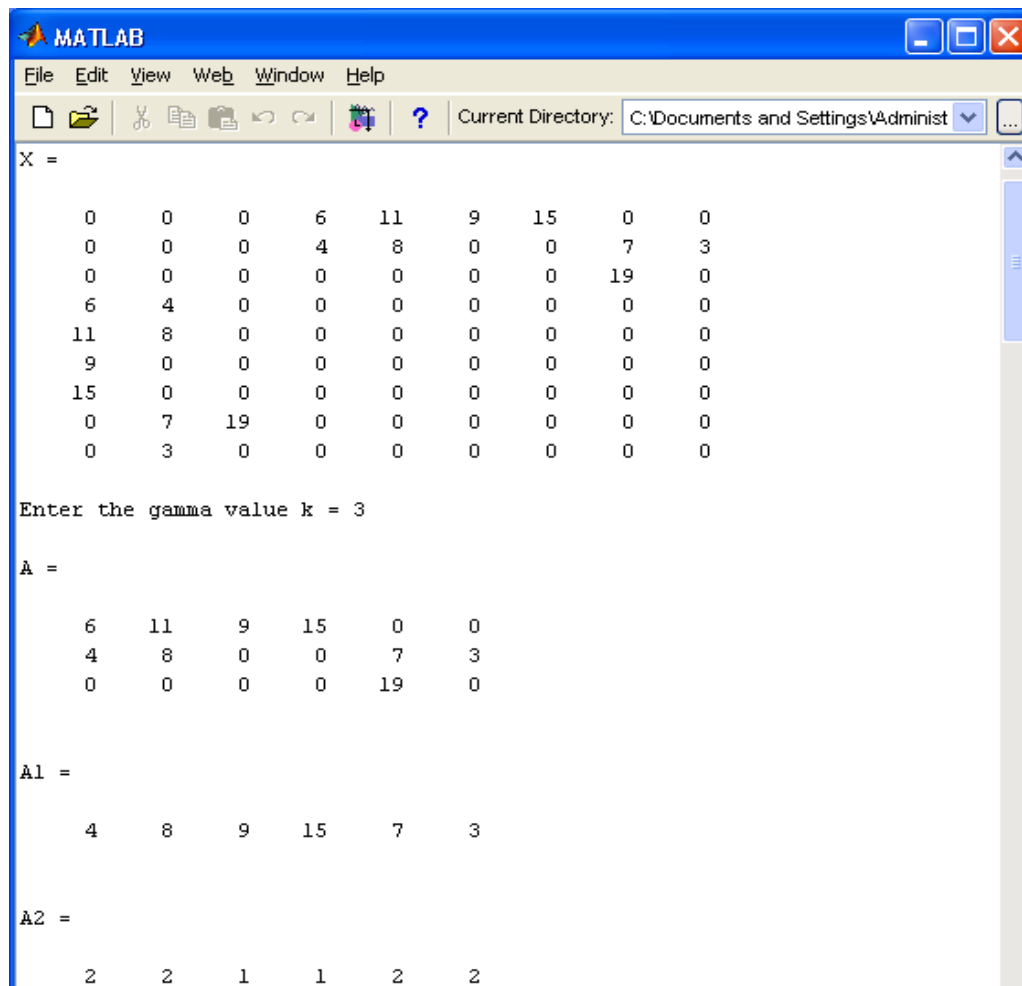 MATLAB
File Edit View Web Window Help
Current Directory: C:\Documents and Settings\Administ ...
X =
0 0 0 6 11 9 15 0 0
0 0 0 4 8 0 0 7 3
0 0 0 0 0 0 0 19 0
6 4 0 0 0 0 0 0 0
11 8 0 0 0 0 0 0 0
9 0 0 0 0 0 0 0 0
15 0 0 0 0 0 0 0 0
0 7 19 0 0 0 0 0 0
0 3 0 0 0 0 0 0 0
Enter the gamma value k = 3
A =
6 11 9 15 0 0
4 8 0 0 7 3
0 0 0 0 19 0
A1 =
4 8 9 15 7 3
A2 =
2 2 1 1 2 2